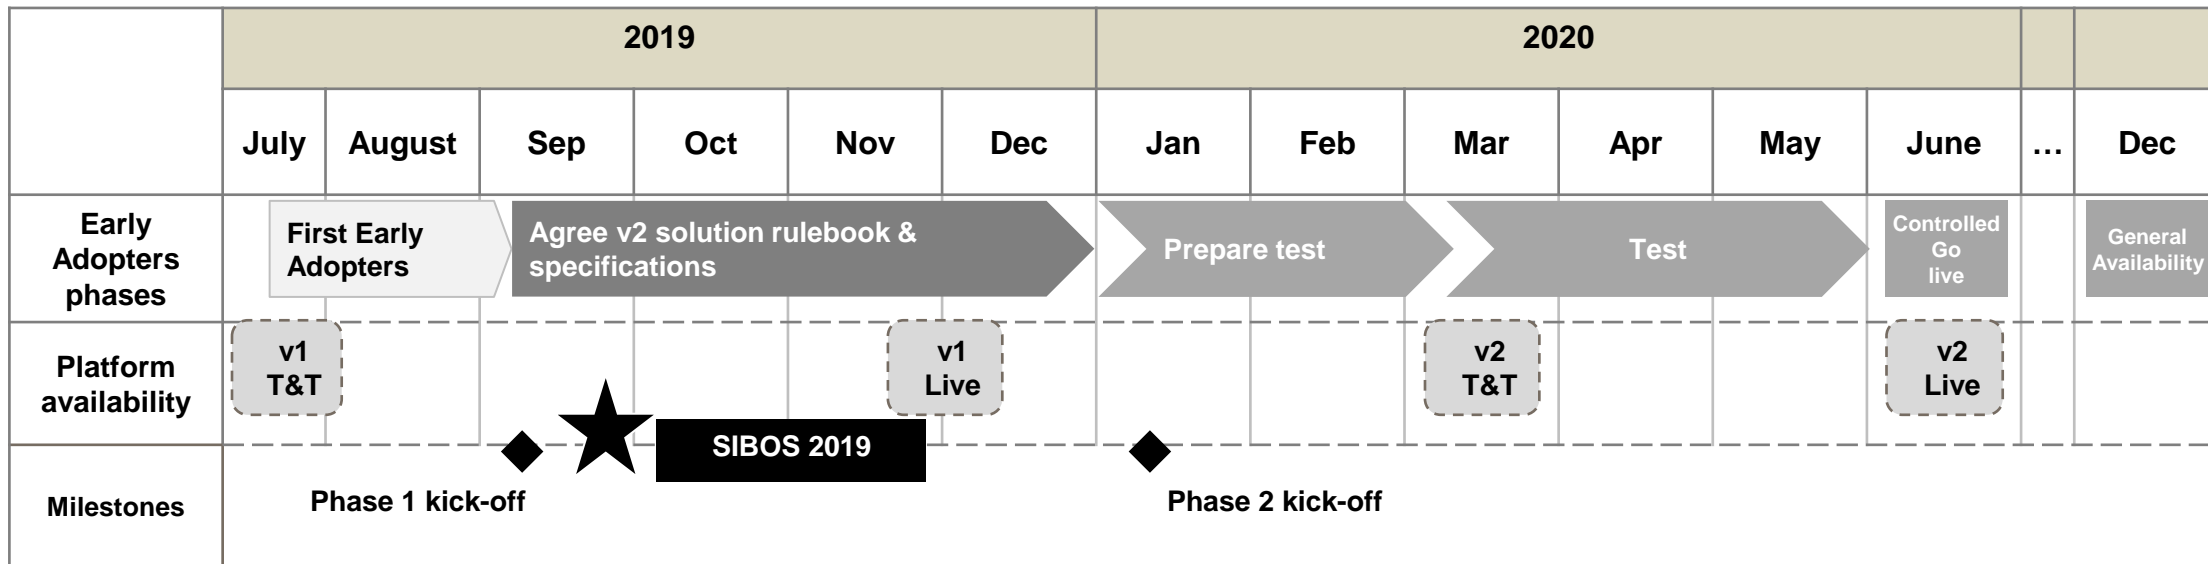 2019
2020
July
August
Sep
Oct
Nov
Dec
Jan
Feb
Mar
Apr
May
June
...
Dec
Early
Adopters
phases
First Early
Adopters
Agree v2 solution rulebook &
specifications
Prepare test
Test
Controlled
Go
live
General
Availability
Platform
availability
v1
T&T
v1
Live
v2
T&T
v2
Live
SIBOS 2019
Milestones
Phase 1 kick-off
Phase 2 kick-off